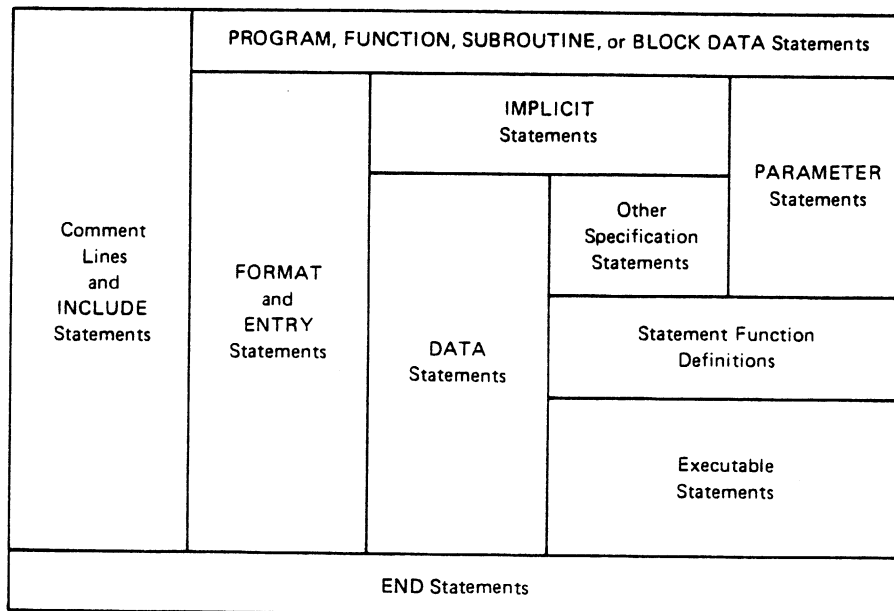 PROGRAM, FUNCTION, SUBROUTINE, or BLOCK DATA Statements
Comment
Lines
and
INCLUDE
Statements
FORMAT
and
ENTRY
Statements
IMPLICIT
Statements
PARAMETER
Statements
DATA
Statements
Other
Specification
Statements
Statement Function
Definitions
Executable
Statements
END Statements